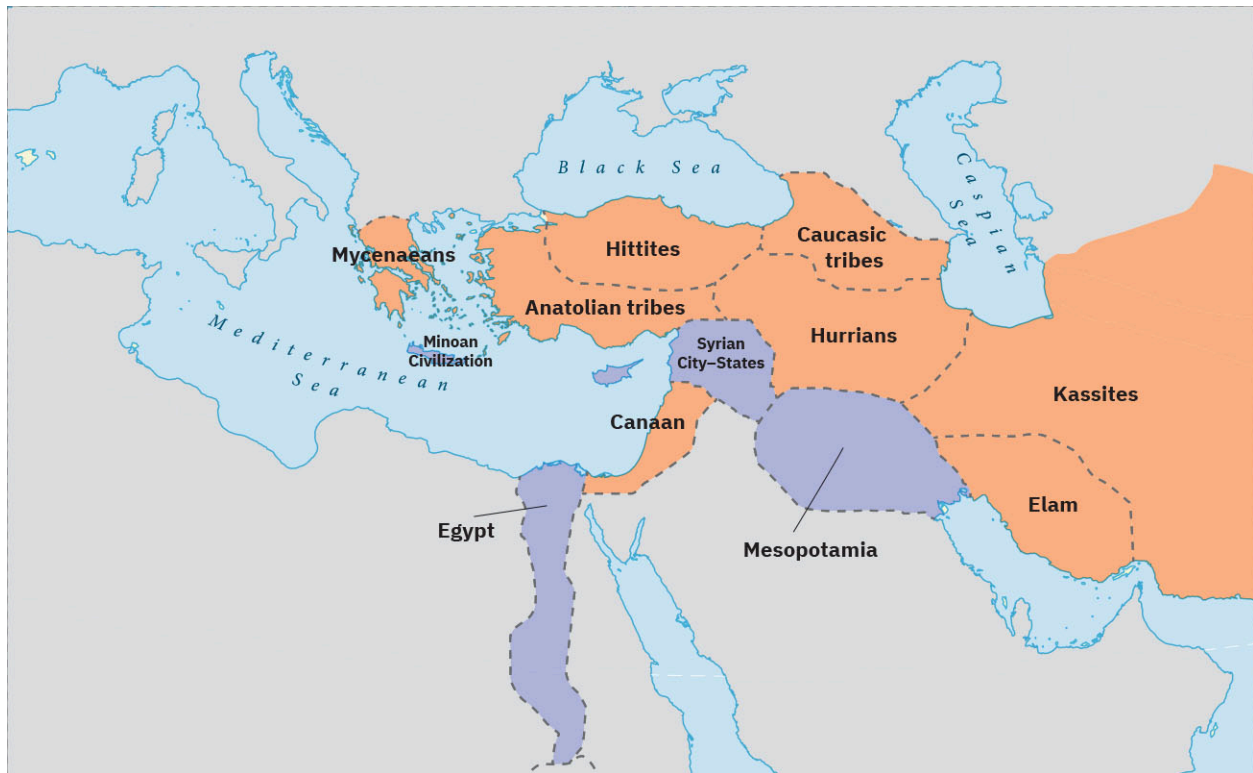 Black Sea
Caspian
Sea
Mycenaeans
Hittites
Caucasic
tribes
Anatolian tribes
Hurrians
Mediterranean
Sea
Minoan
Civilization
Syrian
City–States
Kassites
Canaan
Egypt
Elam
Mesopotamia